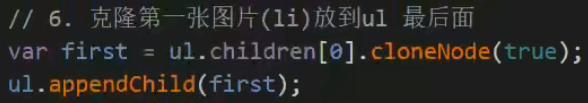 // 6. 克隆第一张图片(li)放到ul 最后面
var first = ul.children[0].cloneNode(true);
ul.appendChild(first);